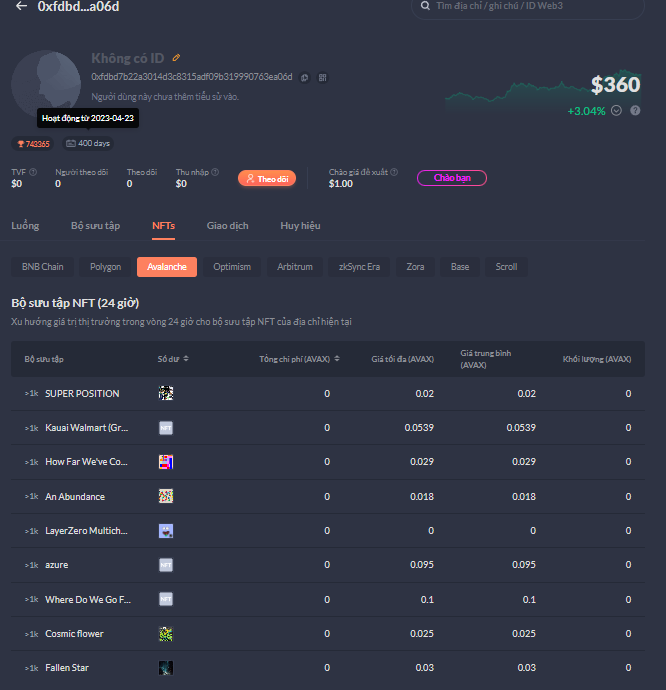 0xfdbd...a06d
Tìm địa chỉ / ghi chú / ID Web3
Không có ID
0xfdbd7b22a3014d3c8315adf09b319990763ea06d
Người dùng này chưa thêm tiểu sử vào.
Hoạt động từ 2023-04-23
$360
+3.04%
743365
400 days
TVF Người theo dõi Theo dõi Thu nhập
$0 0 0 $0
Theo dõi
Chào giá đề xuất
$1.00
Chào bạn
Luồng Bộ sưu tập NFTs Giao dịch Huy hiệu
BNB Chain Polygon Avalanche Optimism Arbitrum zkSync Era Zora Base Scroll
Bộ sưu tập NFT (24 giờ)
Xu hướng giá trị thị trường trong vòng 24 giờ cho bộ sưu tập NFT của địa chỉ hiện tại
Bộ sưu tập Số dư Tổng chi phí (AVAX) Giá tối đa (AVAX) Giá trung bình (AVAX) Khối lượng (AVAX)
>1k SUPER POSITION 0 0.02 0.02 0
>1k Kauai Walmart (Gr... NFT 0 0.0539 0.0539 0
>1k How Far We've Co... 0 0.029 0.029 0
>1k An Abundance 0 0.018 0.018 0
>1k LayerZero Multich... 0 0 0 0
>1k azure NFT 0 0.095 0.095 0
>1k Where Do We Go F... NFT 0 0.1 0.1 0
>1k Cosmic flower 0 0.025 0.025 0
>1k Fallen Star 0 0.03 0.03 0